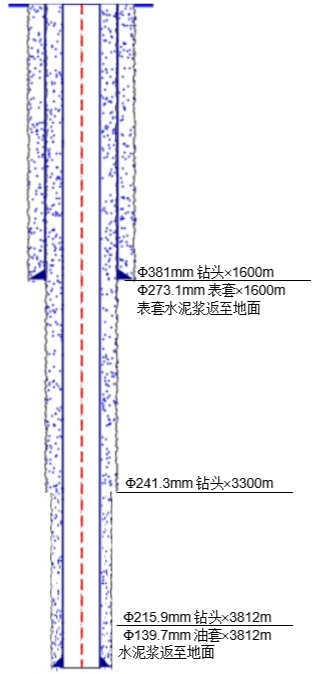 Φ381mm 钻头×1600m
Φ273.1mm 表套×1600m
表套水泥浆返至地面
Φ241.3mm 钻头×3300m
Φ215.9mm 钻头×3812m
Φ139.7mm 油套×3812m
水泥浆返至地面